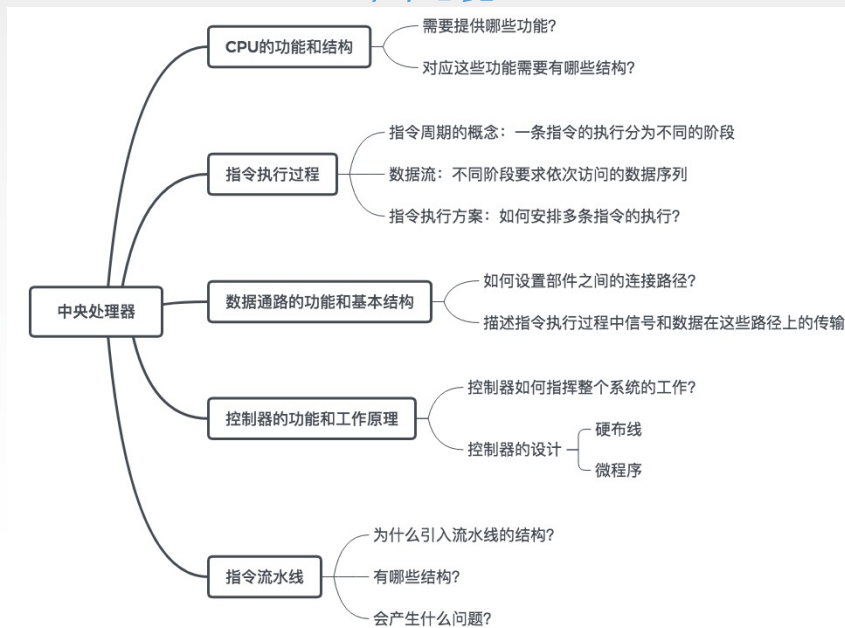 CPU的功能和结构
需要提供哪些功能?
对应这些功能需要有哪些结构?
指令执行过程
指令周期的概念：一条指令的执行分为不同的阶段
数据流：不同阶段要求依次访问的数据序列
指令执行方案：如何安排多条指令的执行?
中央处理器
数据通路的功能和基本结构
如何设置部件之间的连接路径?
描述指令执行过程中信号和数据在这些路径上的传输
控制器的功能和工作原理
控制器如何指挥整个系统的工作?
控制器的设计
硬布线
微程序
指令流水线
为什么引入流水线的结构?
有哪些结构?
会产生什么问题?